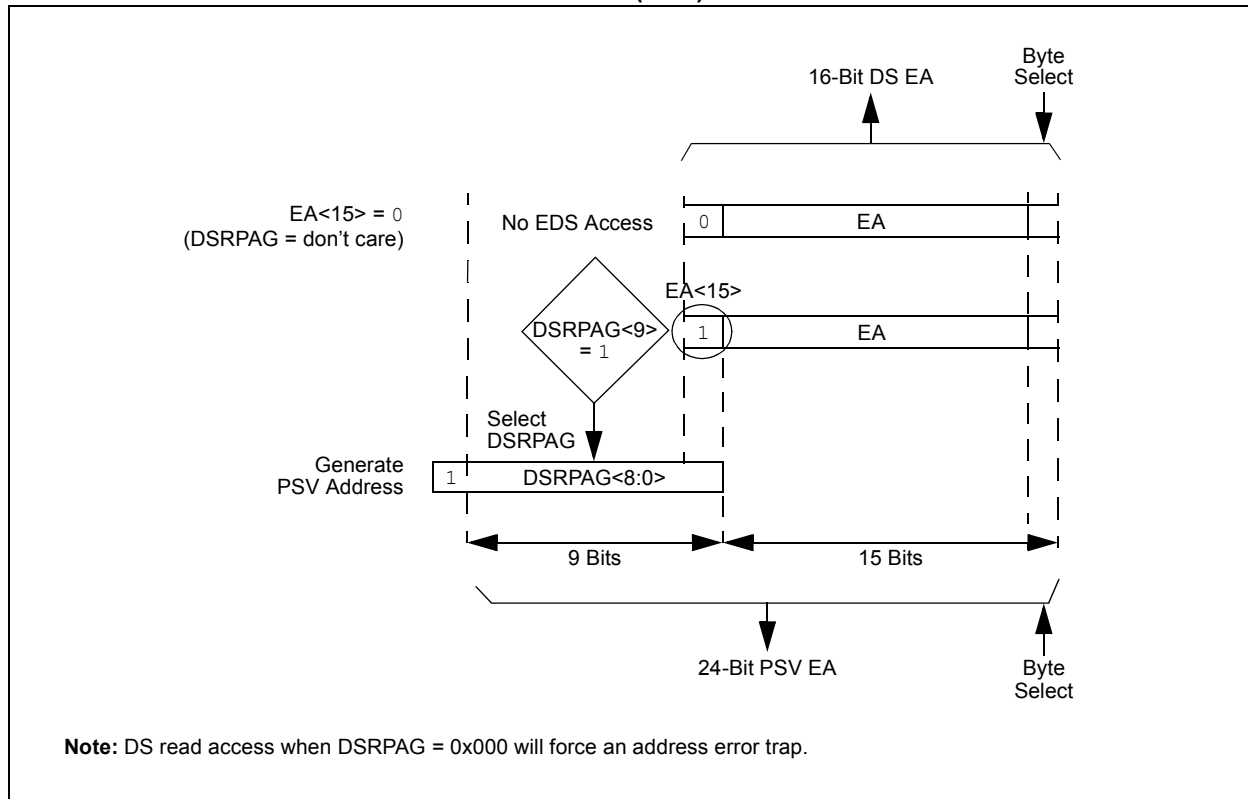 16-Bit DS EA
Byte
Select
EA<15> = 0
(DSRPAG = don't care)
No EDS Access
0
EA
EA<15>
DSRPAG<9>
= 1
1
EA
Select
DSRPAG
Generate
PSV Address
1
DSRPAG<8:0>
9 Bits
15 Bits
24-Bit PSV EA
Byte
Select
Note: DS read access when DSRPAG = 0x000 will force an address error trap.